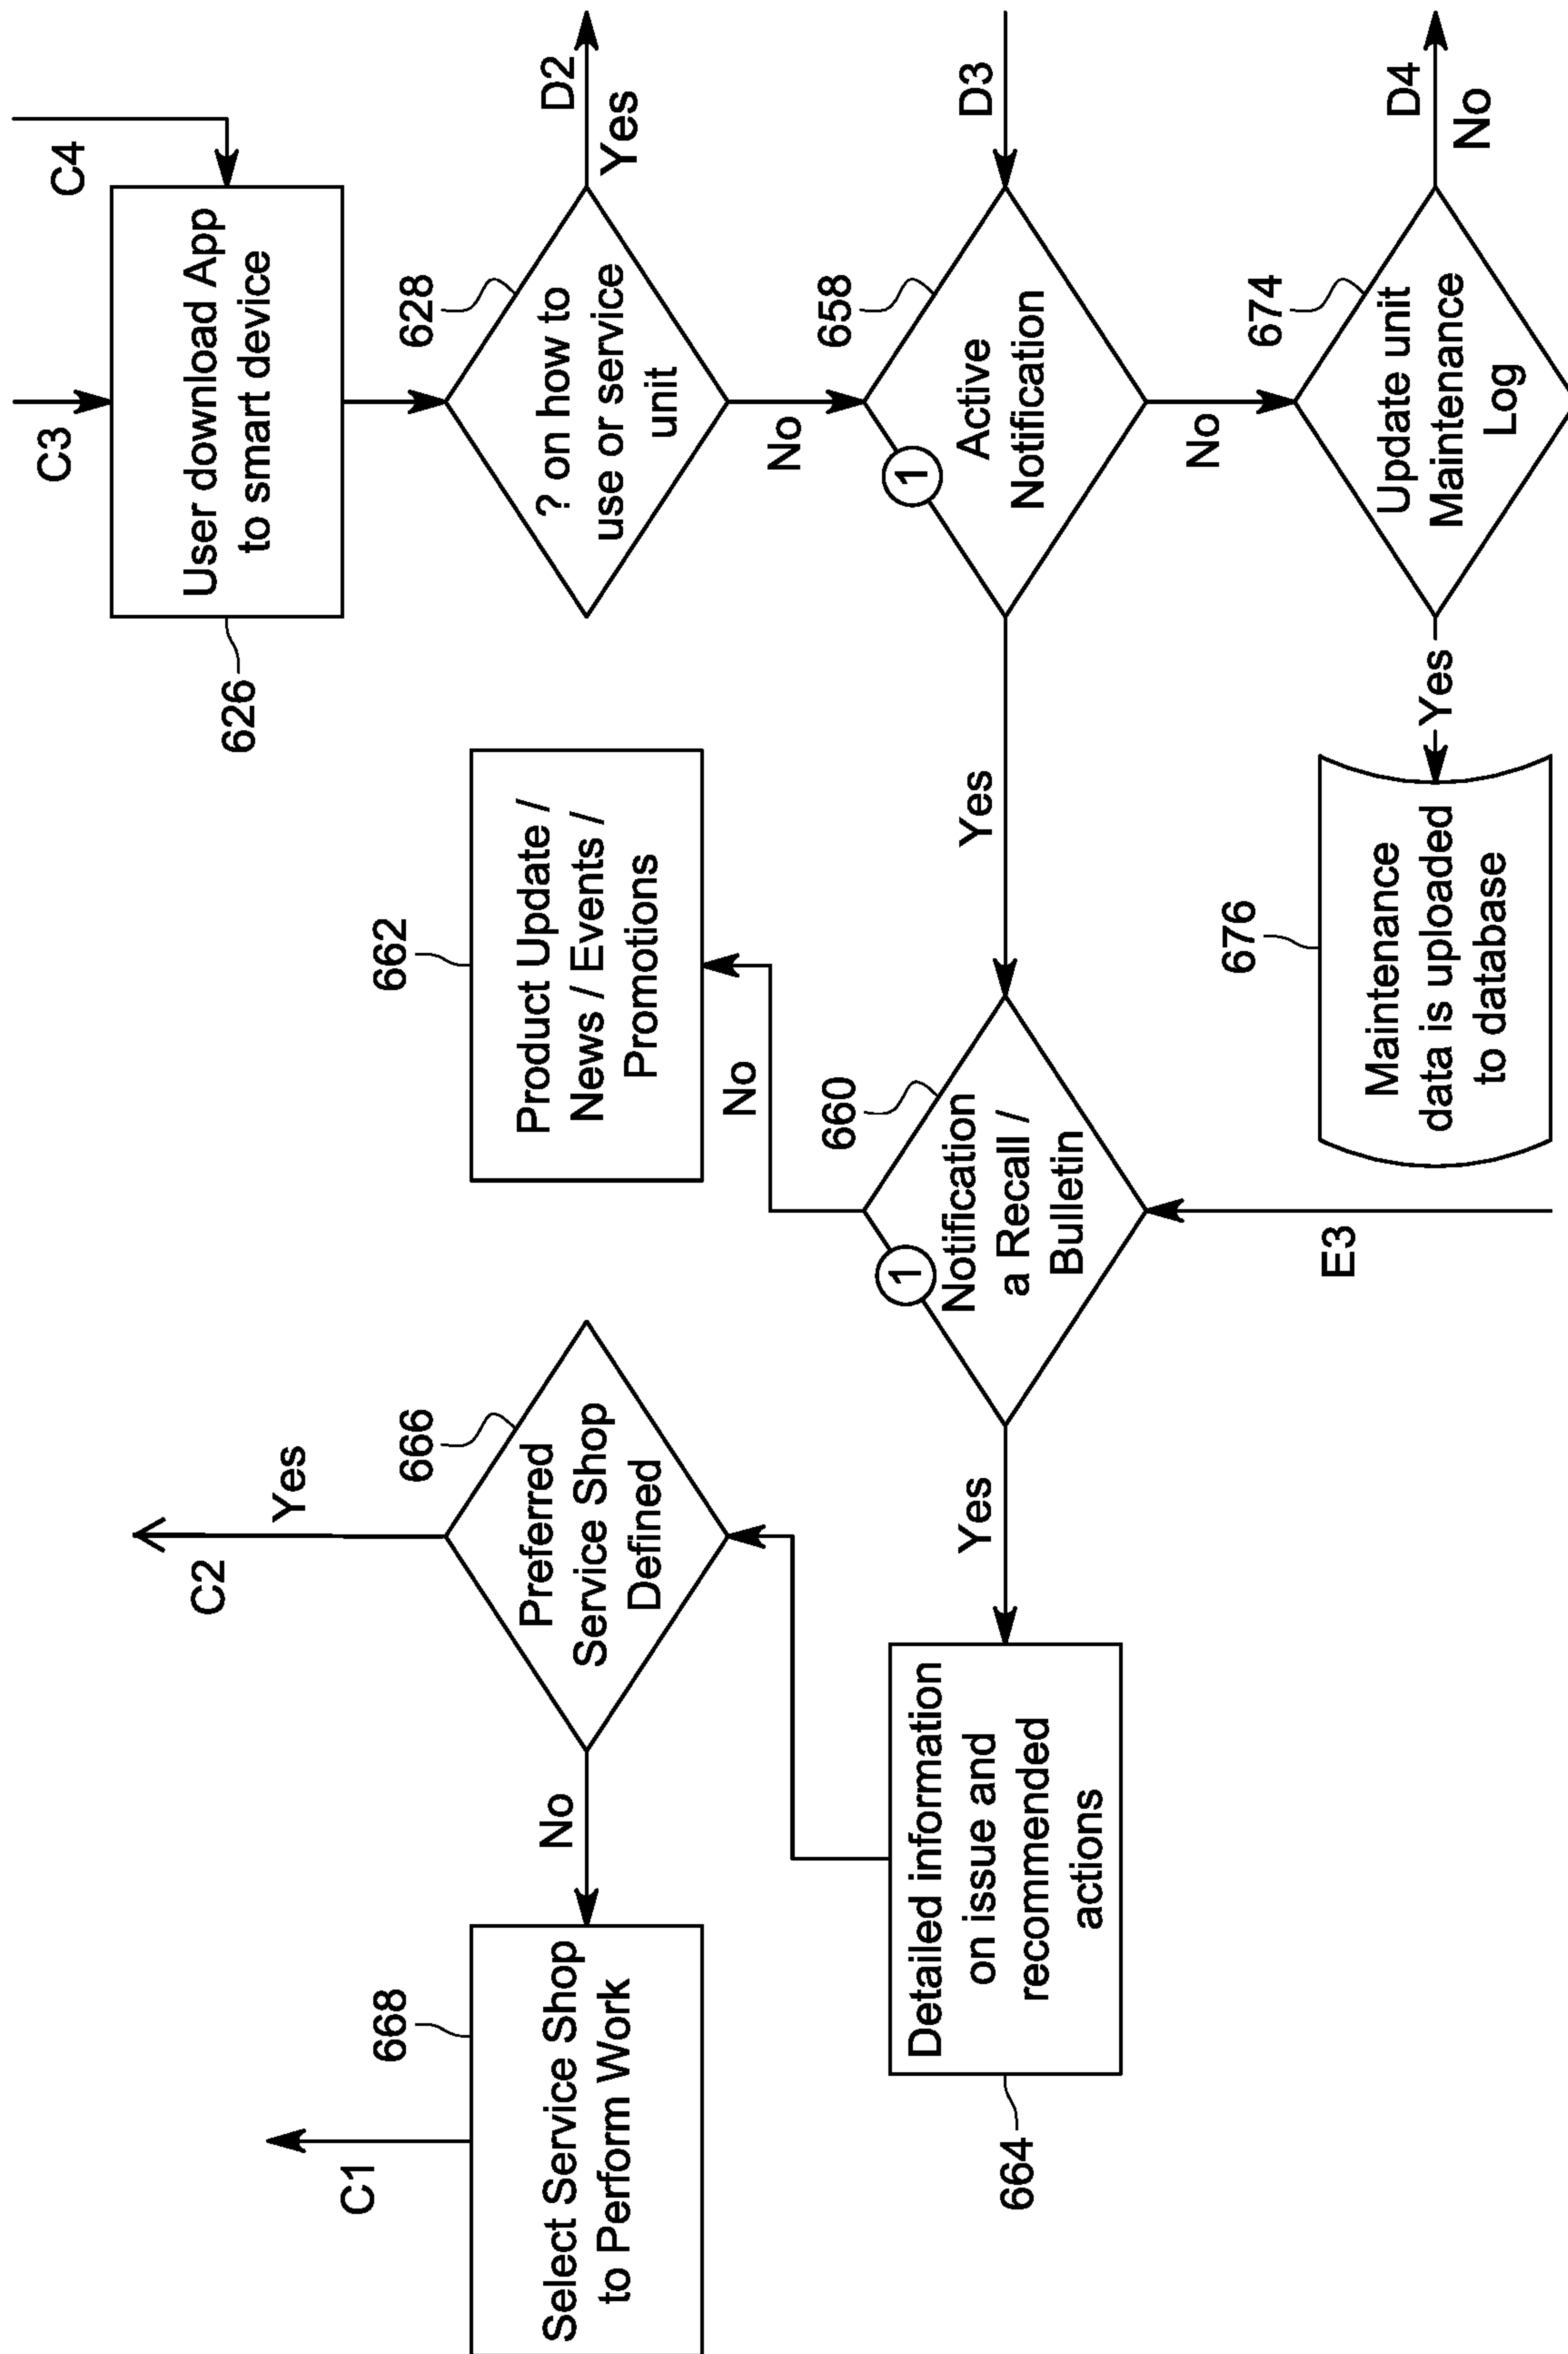 C3
C4
User download App
to smart device
626
628
? on how to
use or service
unit
D2
Yes
No
658
1
Active
Notification
D3
Yes
No
674
Update unit
Maintenance
Log
D4
No
Yes
676
Maintenance
data is uploaded
to database
662
Product Update /
News / Events /
Promotions
No
660
1
Notification
a Recall /
Bulletin
E3
Yes
664
Detailed information
on issue and
recommended
actions
666
Preferred
Service Shop
Defined
C2
Yes
No
668
Select Service Shop
to Perform Work
C1